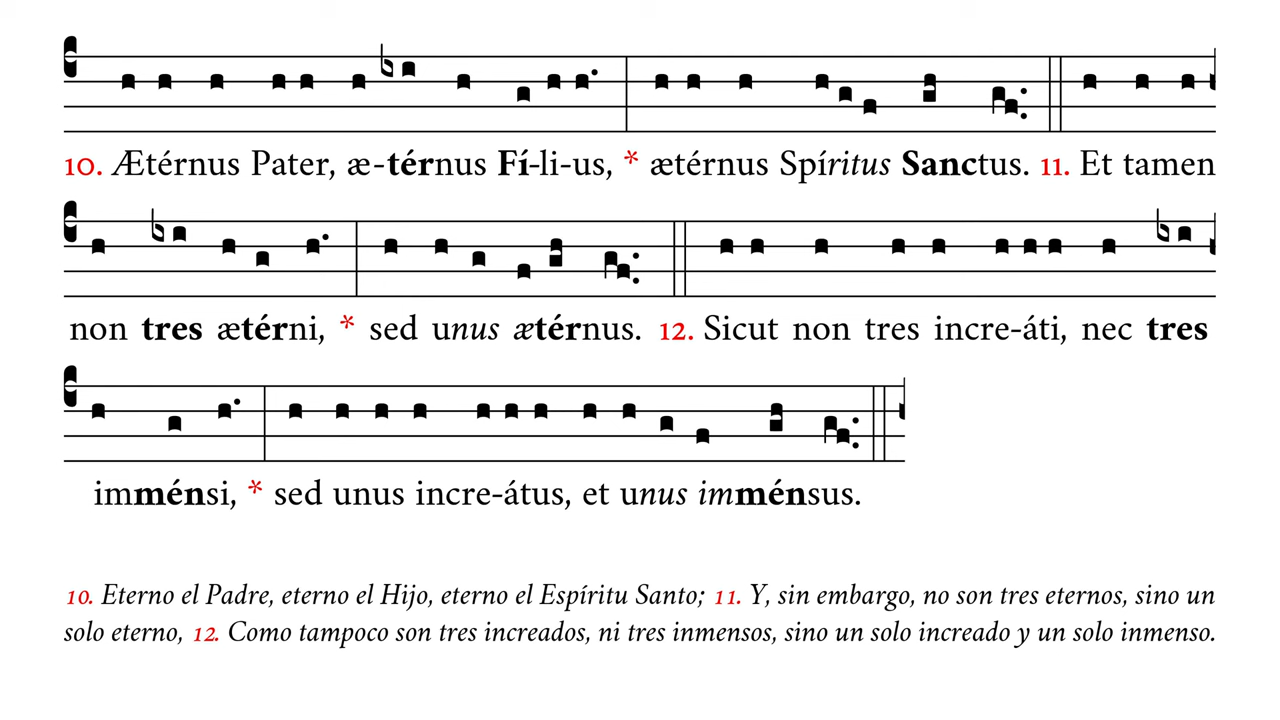 10. Ætérnus Pater, æ-térnus Fí-li-us, * ætérnus Spíritus Sanctus. 11. Et tamen
non tres ætérni, * sed unus ætérnus. 12. Sicut non tres incre-áti, nec tres
imménsi, * sed unus incre-átus, et unus imménsus.
10. Eterno el Padre, eterno el Hijo, eterno el Espíritu Santo; 11. Y, sin embargo, no son tres eternos, sino un
solo eterno, 12. Como tampoco son tres increados, ni tres inmensos, sino un solo increado y un solo inmenso.